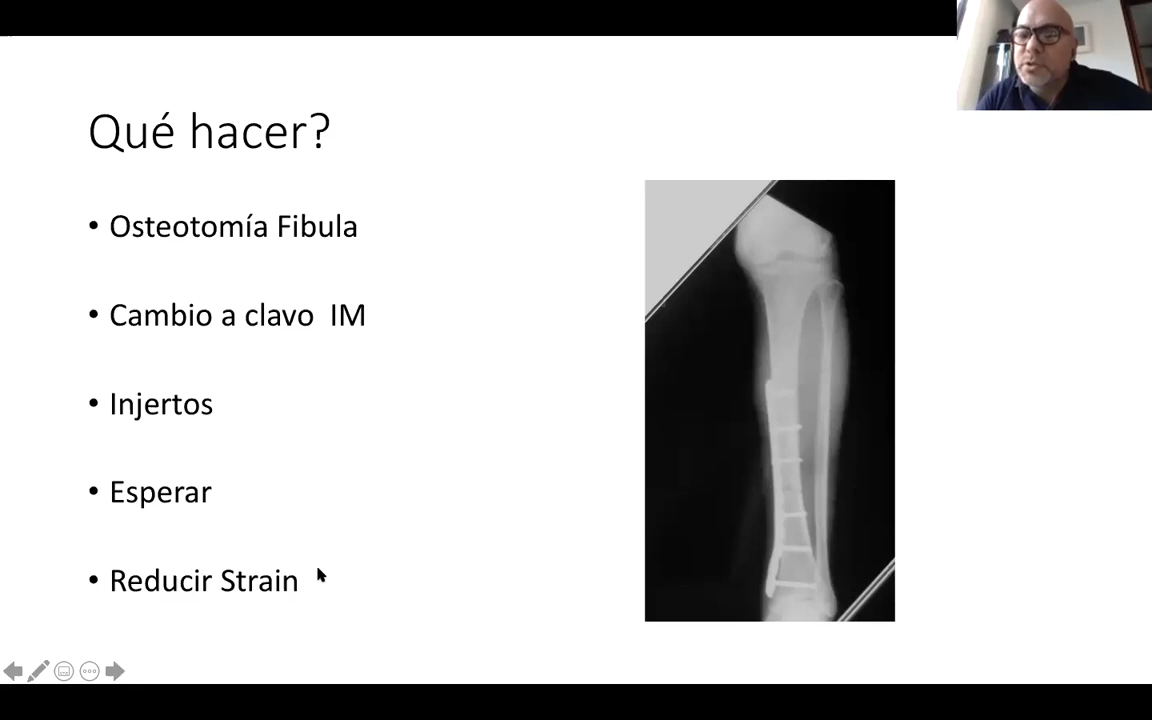 Qué hacer?
• Osteotomía Fibula
• Cambio a clavo  IM
• Injertos
• Esperar
• Reducir Strain